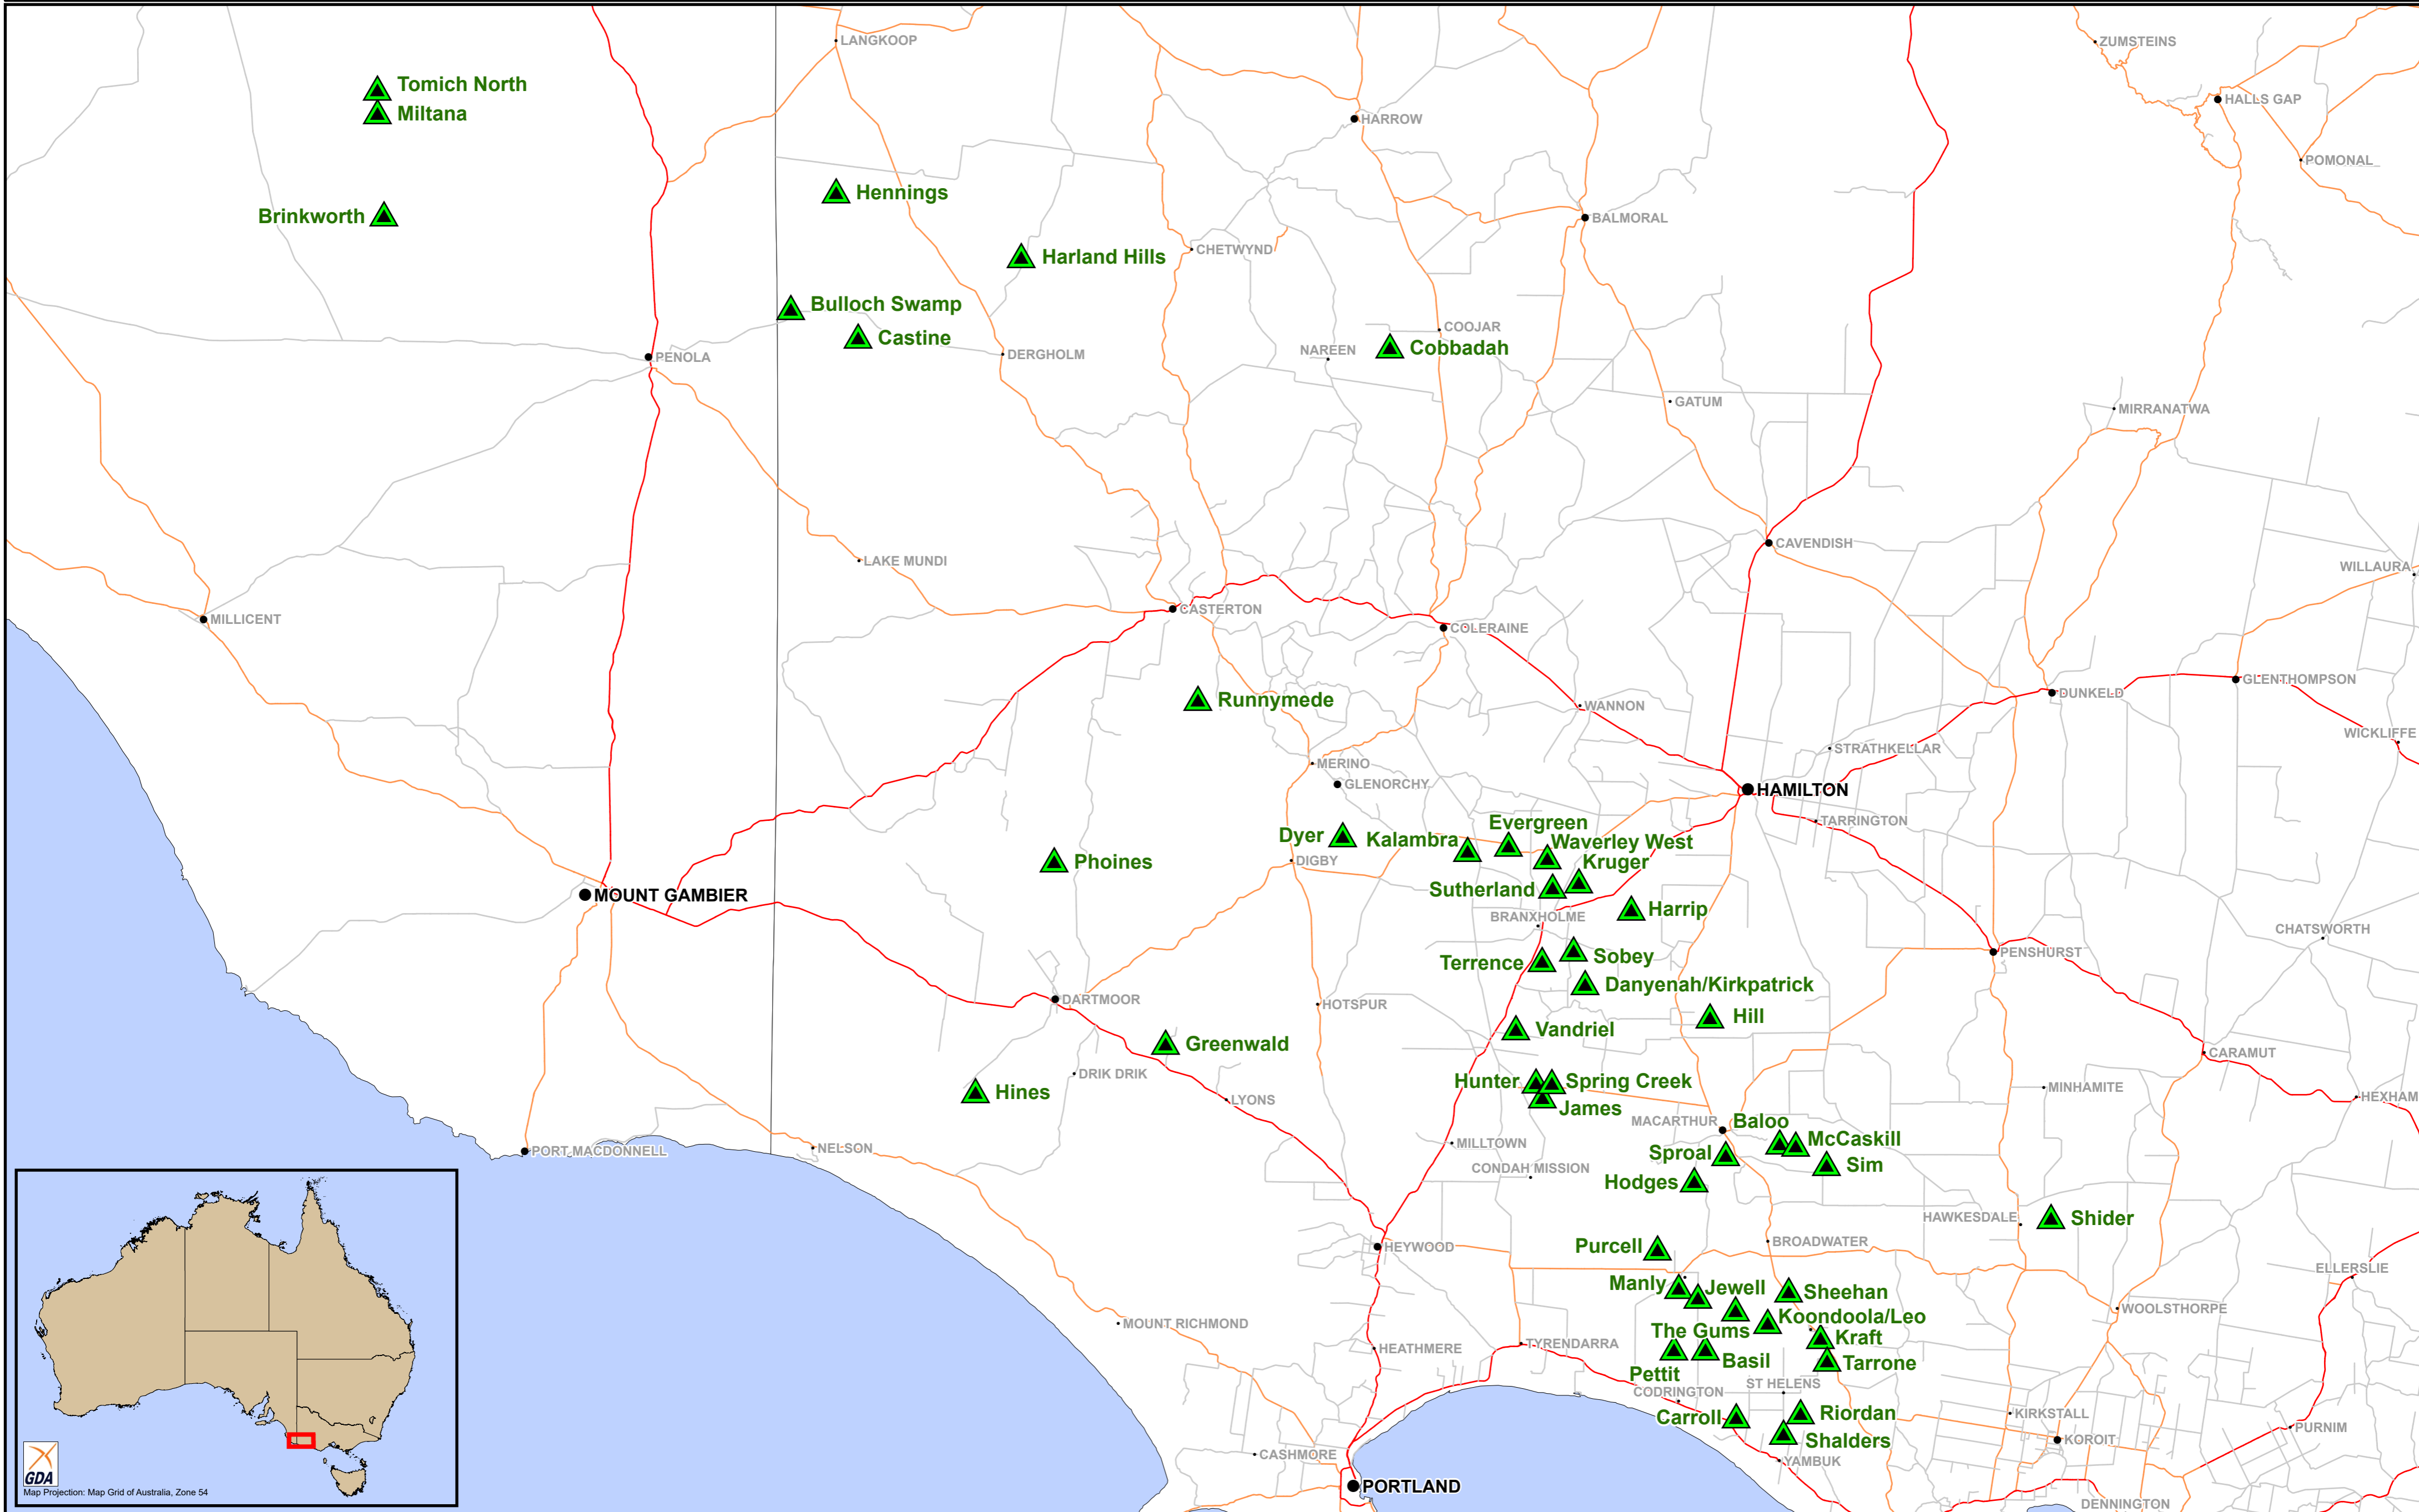 LANGKOOP
ZUMSTEINS
Tomich North
HALLS GAP
Miltana
HARROW
POMONAL
Hennings
Brinkworth
BALMORAL
CHETWYND
Harland Hills
Bulloch Swamp
COOJAR
Castine
NAREEN
Cobbadah
DERGHOLM
PENOLA
GATUM
MIRRANATWA
CAVENDISH
LAKE MUNDI
WILLAURA
CASTERTON
MILLICENT
COLERAINE
GLENTHOMPSON
DUNKELD
Runnymede
WANNON
WICKLIFFE
STRATHKELLAR
MERINO
GLENORCHY
HAMILTON
TARRINGTON
Evergreen
Dyer
Kalambra
Waverley West
DIGBY
Phoines
Kruger
Sutherland
MOUNT GAMBIER
Harrip
BRANXHOLME
CHATSWORTH
PENSHURST
Sobey
Terrence
Danyenah/Kirkpatrick
DARTMOOR
HOTSPUR
Hill
Vandriel
Greenwald
CARAMUT
DRIK DRIK
Hunter
Spring Creek
MINHAMITE
Hines
LYONS
HEXHAM
James
MACARTHUR
Baloo
McCaskill
MILLTOWN
NELSON
PORT MACDONNELL
Sproal
Sim
CONDAH MISSION
Hodges
HAWKESDALE
Shider
BROADWATER
HEYWOOD
Purcell
ELLERSLIE
Manly
Jewell
Sheehan
WOOLSTHORPE
Koondoola/Leo
MOUNT RICHMOND
The Gums
Kraft
TYRENDARRA
HEATHMERE
Basil
Tarrone
Pettit
ST HELENS
CODRINGTON
Carroll
Riordan
KIRKSTALL
PURNIM
Shalders
KOROIT
CASHMORE
YAMBUK
GDA
PORTLAND
Map Projection: Map Grid of Australia, Zone 54
DENNINGTON